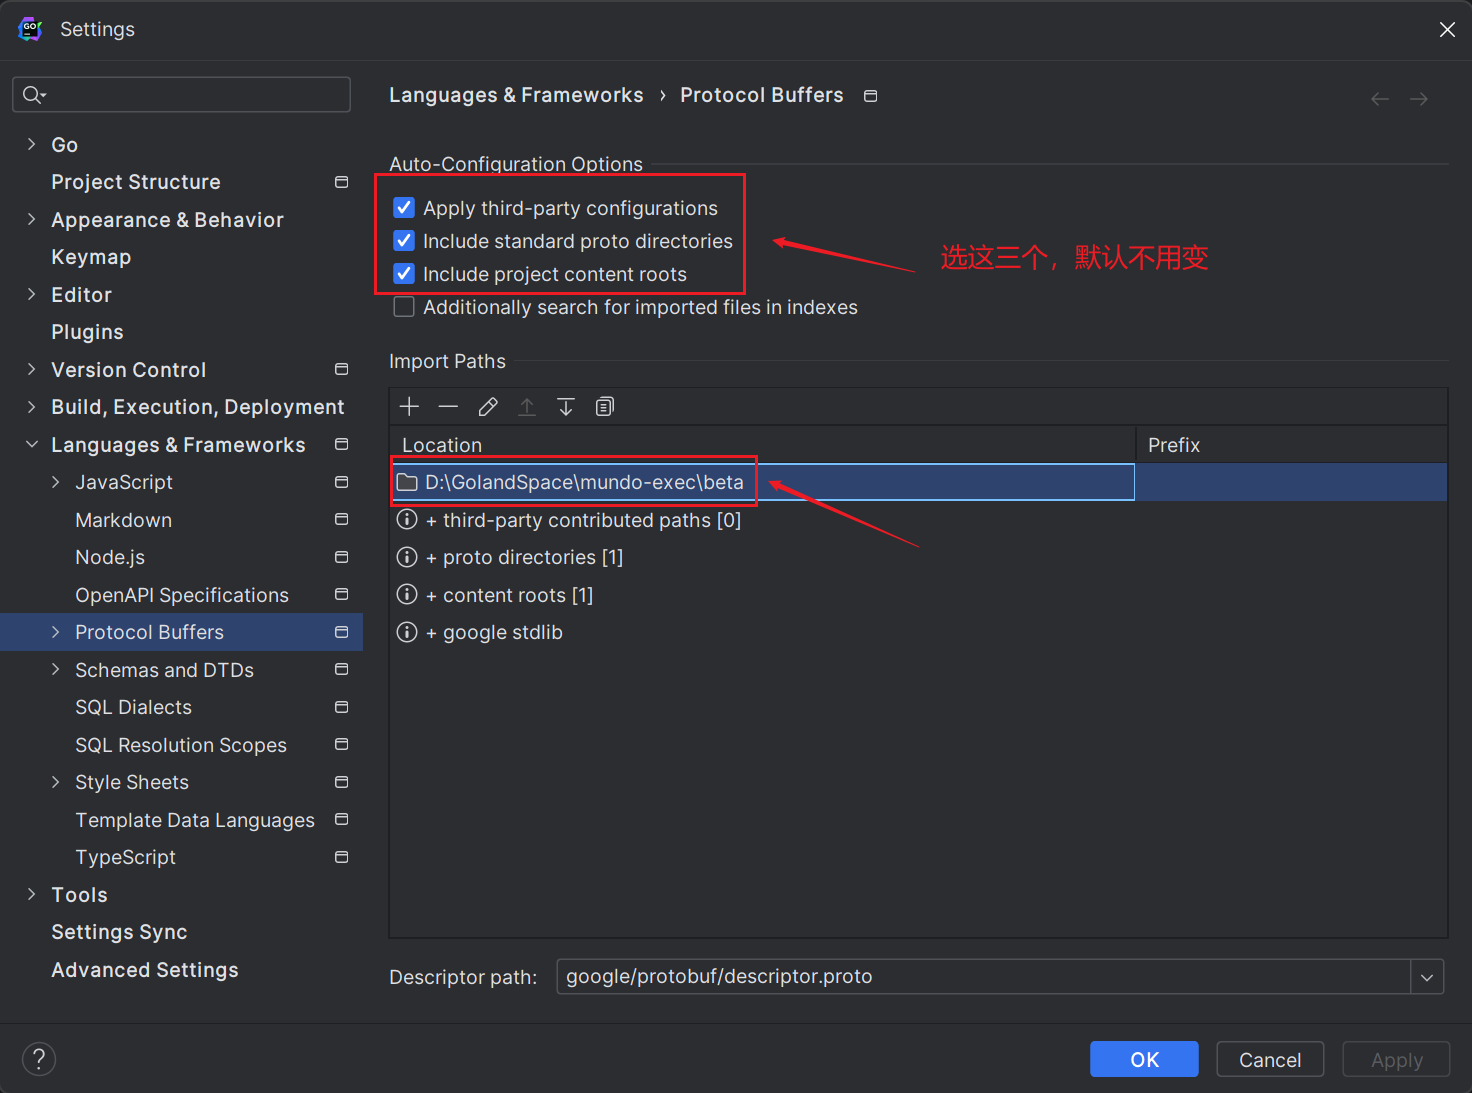 GO
Settings
Languages & Frameworks › Protocol Buffers
Go
Project Structure
Appearance & Behavior
Keymap
Editor
Plugins
Version Control
Build, Execution, Deployment
Languages & Frameworks
JavaScript
Markdown
Node.js
OpenAPI Specifications
Protocol Buffers
Schemas and DTDs
SQL Dialects
SQL Resolution Scopes
Style Sheets
Template Data Languages
TypeScript
Tools
Settings Sync
Advanced Settings
Auto-Configuration Options
Apply third-party configurations
Include standard proto directories
Include project content roots
Additionally search for imported files in indexes
选这三个，默认不用变
Import Paths
Location Prefix
D:\GolandSpace\mundo-exec\beta
+ third-party contributed paths [0]
+ proto directories [1]
+ content roots [1]
+ google stdlib
Descriptor path: google/protobuf/descriptor.proto
? OK Cancel Apply